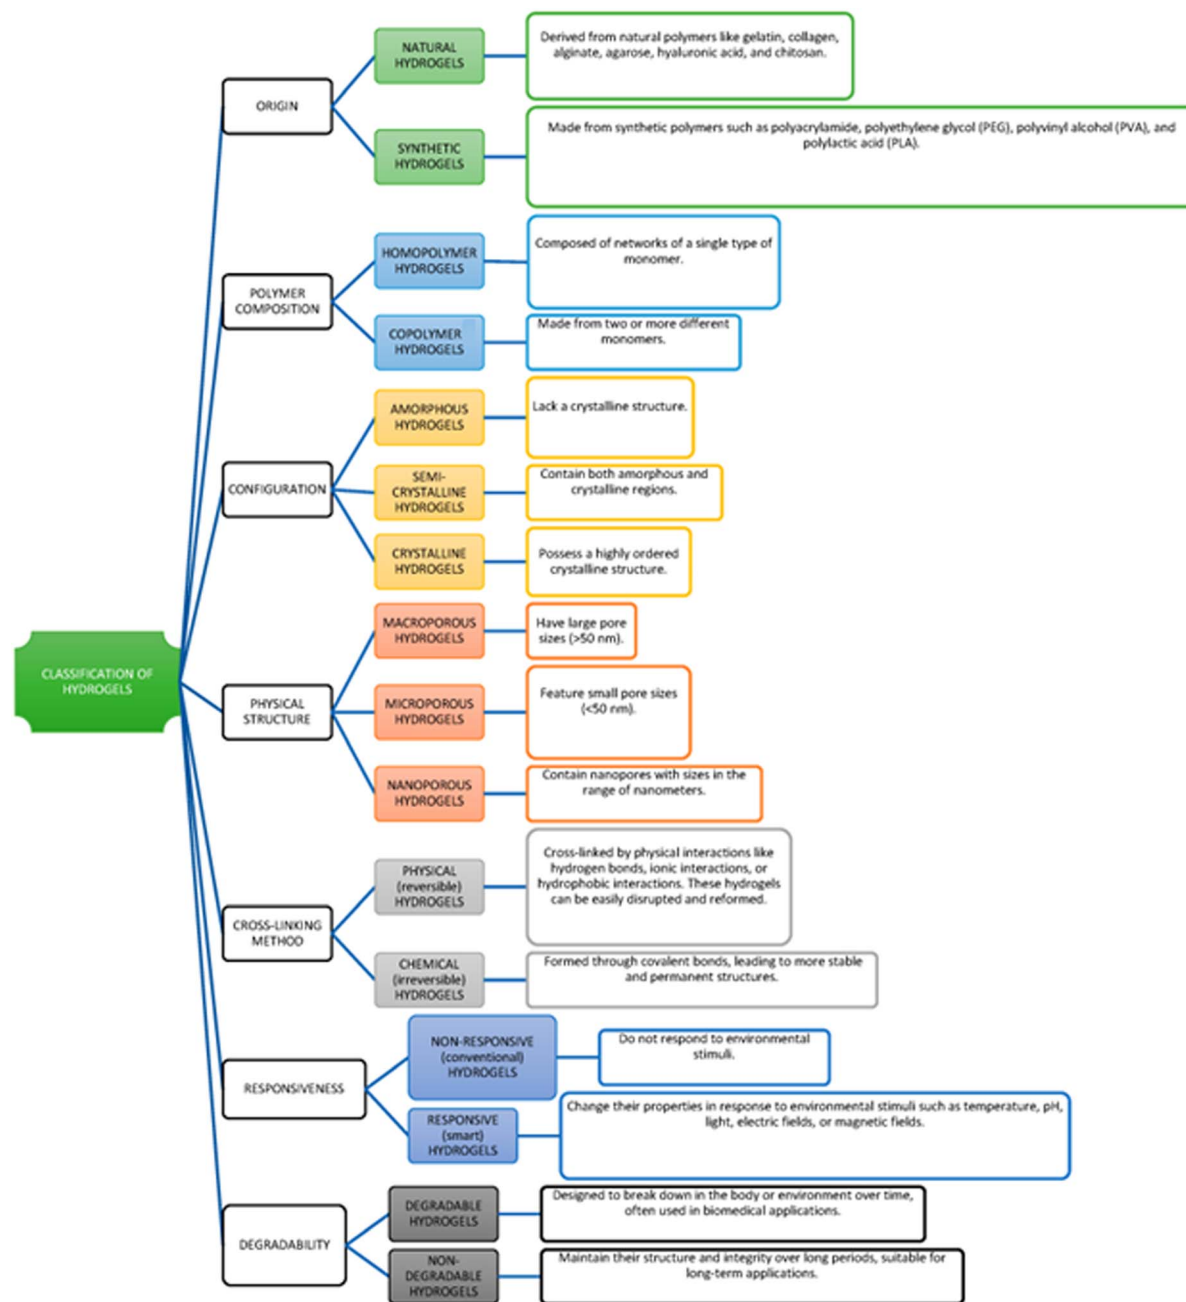 CLASSIFICATION OF
HYDROGELS
ORIGIN
NATURAL
HYDROGELS
Derived from natural polymers like gelatin, collagen,
alginate, agarose, hyaluronic acid, and chitosan.
SYNTHETIC
HYDROGELS
Made from synthetic polymers such as polyacrylamide, polyethylene glycol (PEG), polyvinyl alcohol (PVA), and
polylactic acid (PLA).
POLYMER
COMPOSITION
HOMOPOLYMER
HYDROGELS
Composed of networks of a single type of
monomer.
COPOLYMER
HYDROGELS
Made from two or more different
monomers.
CONFIGURATION
AMORPHOUS
HYDROGELS
Lack a crystalline structure.
SEMI-
CRYSTALLINE
HYDROGELS
Contain both amorphous and
crystalline regions.
CRYSTALLINE
HYDROGELS
Possess a highly ordered
crystalline structure.
PHYSICAL
STRUCTURE
MACROPOROUS
HYDROGELS
Have large pore
sizes (>50 nm).
MICROPOROUS
HYDROGELS
Feature small pore sizes
(<50 nm).
NANOPOROUS
HYDROGELS
Contain nanopores with sizes in the
range of nanometers.
CROSS-LINKING
METHOD
PHYSICAL
(reversible)
HYDROGELS
Cross-linked by physical interactions like
hydrogen bonds, ionic interactions, or
hydrophobic interactions. These hydrogels
can be easily disrupted and reformed.
CHEMICAL
(irreversible)
HYDROGELS
Formed through covalent bonds, leading to more stable
and permanent structures.
RESPONSIVENESS
NON-RESPONSIVE
(conventional)
HYDROGELS
Do not respond to environmental
stimuli.
RESPONSIVE
(smart)
HYDROGELS
Change their properties in response to environmental stimuli such as temperature, pH,
light, electric fields, or magnetic fields.
DEGRADABILITY
DEGRADABLE
HYDROGELS
Designed to break down in the body or environment over time,
often used in biomedical applications.
NON-
DEGRADABLE
HYDROGELS
Maintain their structure and integrity over long periods, suitable for
long-term applications.